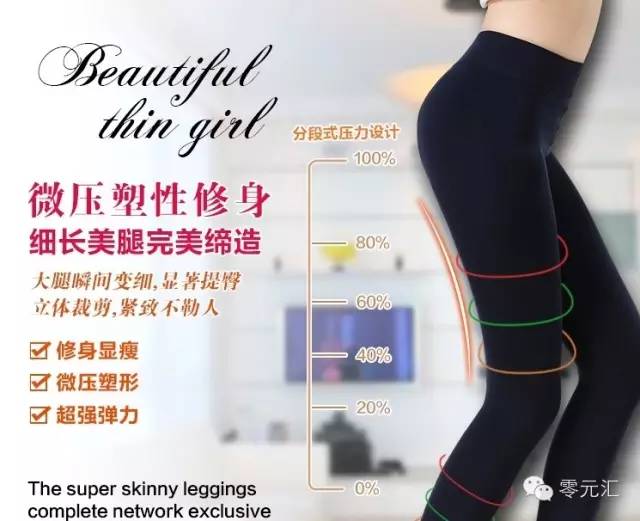 Beautiful
thin girl
微压塑性修身
细长美腿完美缔造
大腿瞬间变细,显著提臀
立体裁剪,紧致不勒人
修身显瘦
微压塑形
超强弹力
The super skinny leggings
complete network exclusive
分段式压力设计
100%
80%
60%
40%
20%
0%
零元汇